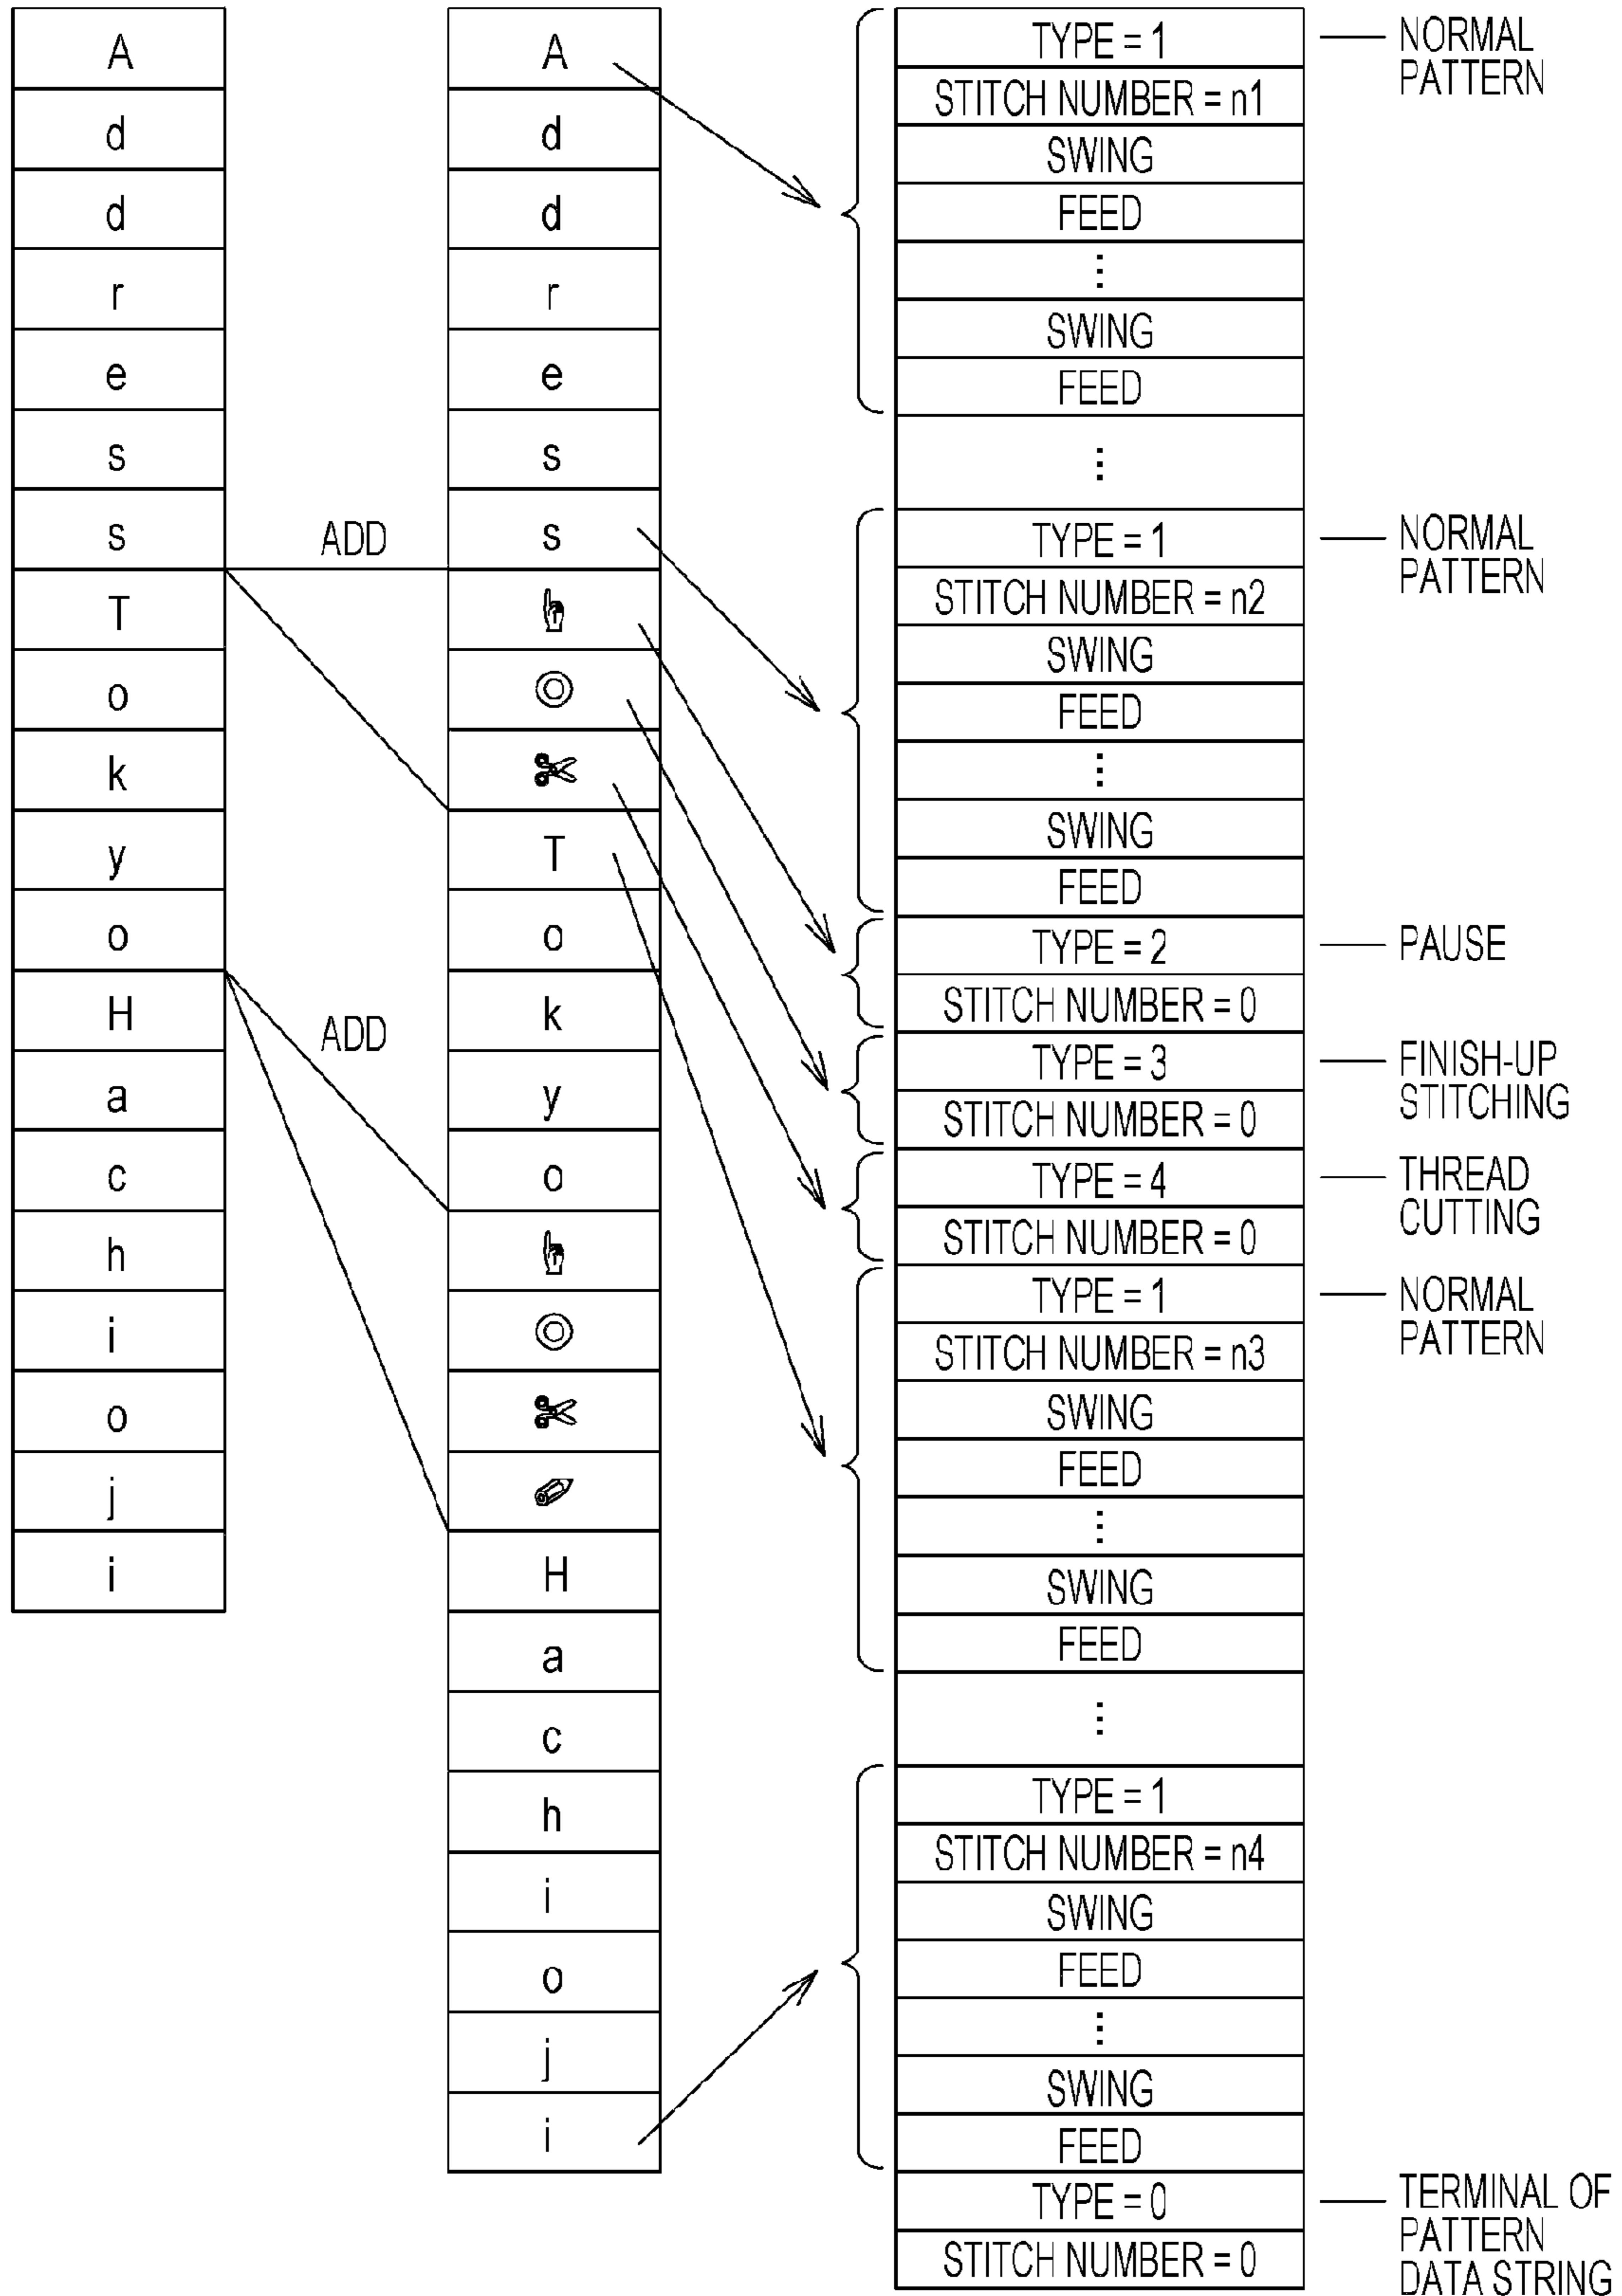 A
d
d
r
e
s
s
T
o
k
y
o
H
a
c
h
i
o
j
i
ADD
ADD
A
d
d
r
e
s
s
☝
◎
✂
T
o
k
y
o
☝
◎
✂
✏
H
a
c
h
i
o
j
i
TYPE = 1
STITCH NUMBER = n1
SWING
FEED
⋮
SWING
FEED
⋮
TYPE = 1
STITCH NUMBER = n2
SWING
FEED
⋮
SWING
FEED
TYPE = 2
STITCH NUMBER = 0
TYPE = 3
STITCH NUMBER = 0
TYPE = 4
STITCH NUMBER = 0
TYPE = 1
STITCH NUMBER = n3
SWING
FEED
⋮
SWING
FEED
⋮
TYPE = 1
STITCH NUMBER = n4
SWING
FEED
⋮
SWING
FEED
TYPE = 0
STITCH NUMBER = 0
NORMAL
PATTERN
NORMAL
PATTERN
PAUSE
FINISH-UP
STITCHING
THREAD
CUTTING
NORMAL
PATTERN
TERMINAL OF
PATTERN
DATA STRING